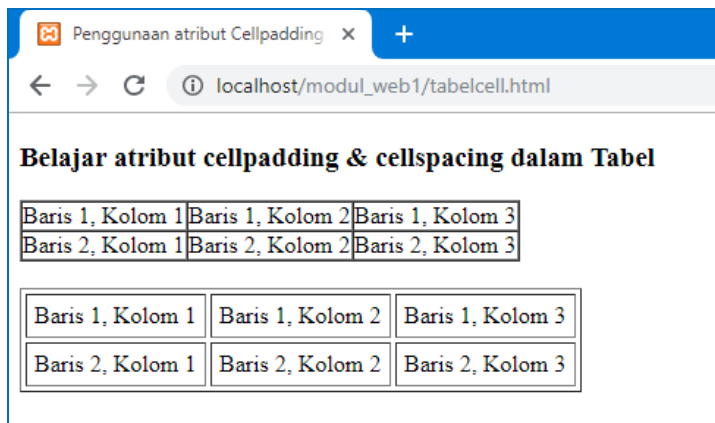 Penggunaan atribut Cellpadding
localhost/modul_web1/tabelcell.html
Belajar atribut cellpadding & cellspacing dalam Tabel
Baris 1, Kolom 1 Baris 1, Kolom 2 Baris 1, Kolom 3
Baris 2, Kolom 1 Baris 2, Kolom 2 Baris 2, Kolom 3
Baris 1, Kolom 1 Baris 1, Kolom 2 Baris 1, Kolom 3
Baris 2, Kolom 1 Baris 2, Kolom 2 Baris 2, Kolom 3